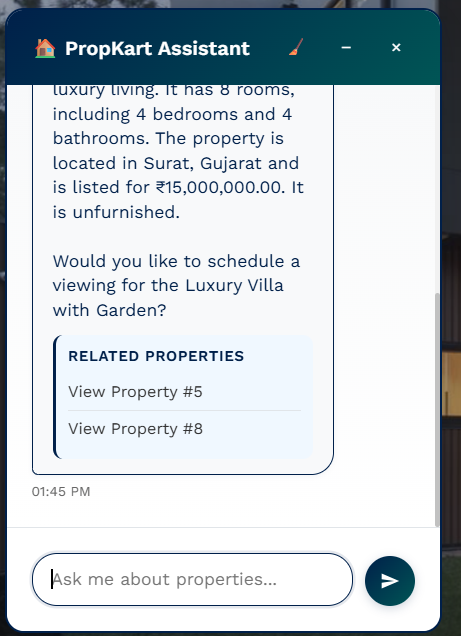 PropKart Assistant
luxury living. It has 8 rooms,
including 4 bedrooms and 4
bathrooms. The property is
located in Surat, Gujarat and
is listed for ₹15,000,000.00. It
is unfurnished.
Would you like to schedule a
viewing for the Luxury Villa
with Garden?
RELATED PROPERTIES
View Property #5
View Property #8
01:45 PM
Ask me about properties...